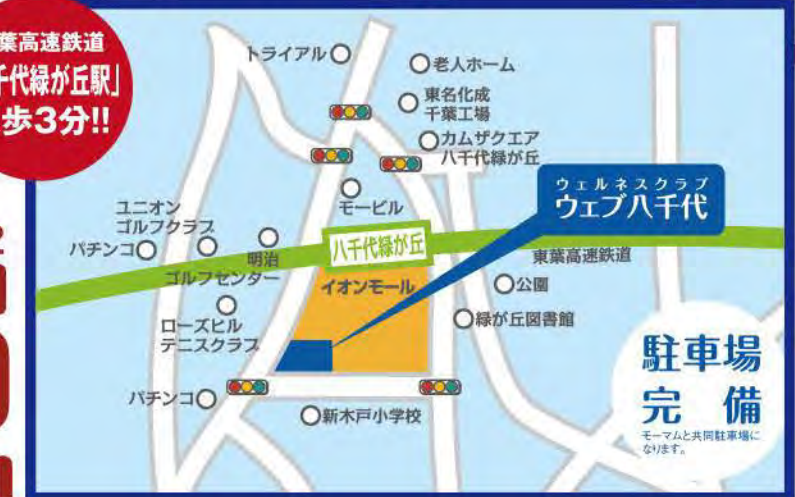 葉高速鉄道
千代緑が丘駅」
歩3分!!
トライアル
老人ホーム
東名化成
千葉工場
カムザクエア
八千代緑が丘
モービル
ウェルネスクラブ
ウェブ八千代
ユニオン
ゴルフクラブ
パチンコ
明治
ゴルフセンター
八千代緑が丘
東葉高速鉄道
イオンモール
公園
緑が丘図書館
ローズヒル
テニスクラブ
パチンコ
新木戸小学校
駐車場
完備
モーマムと共同駐車場に
なります。